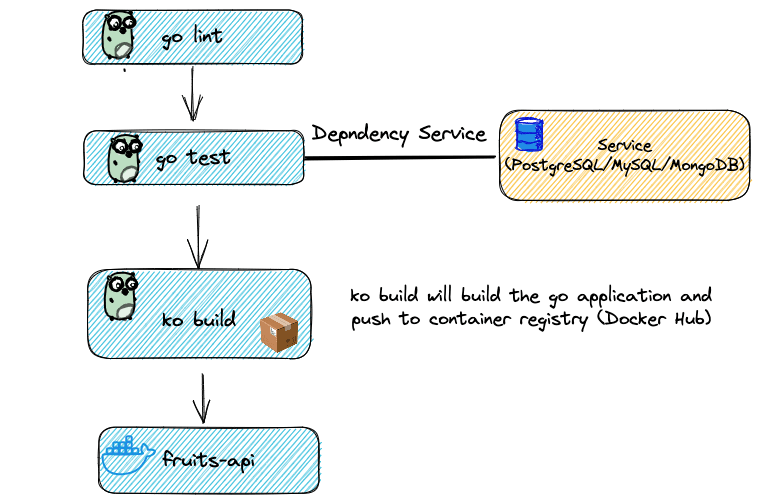 go lint
go test
Depndency Service
Service
(PostgreSQL/MySQL/MongoDB)
ko build
ko build will build the go application and
push to container registry (Docker Hub)
fruits-api